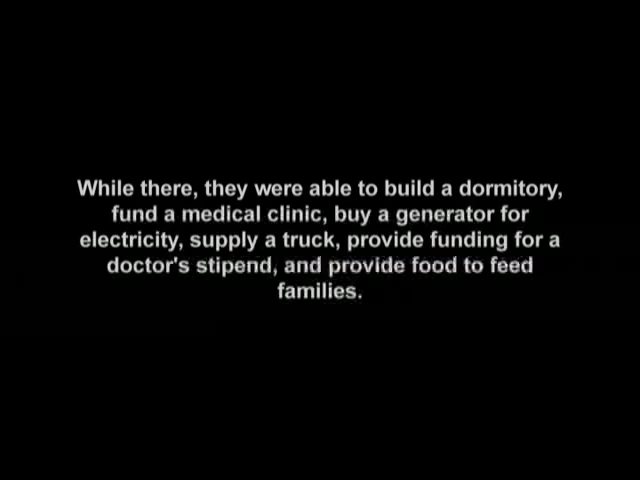 While there, they were able to build a dormitory,
fund a medical clinic, buy a generator for
electricity, supply a truck, provide funding for a
doctor's stipend, and provide food to feed
families.